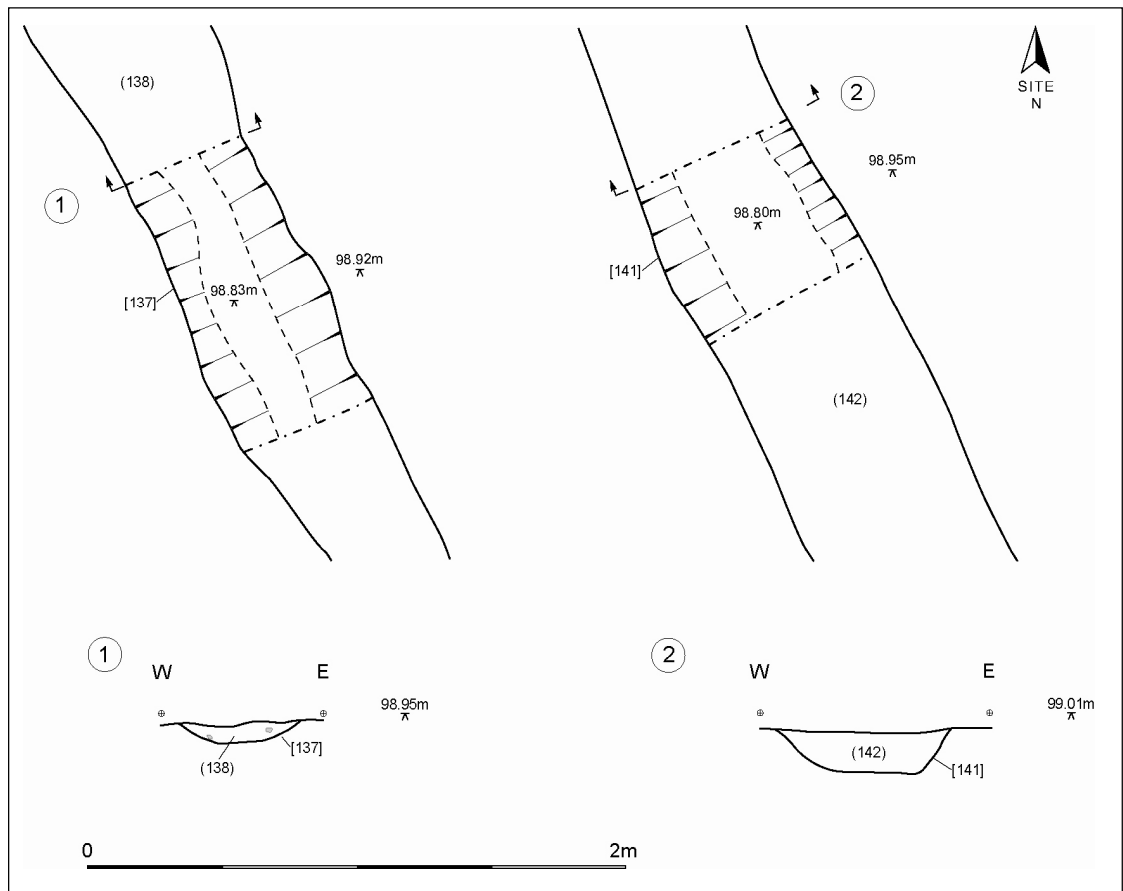 (138)
SITE
N
2
1
98.95m
98.80m
98.92m
[141]
98.83m
[137]
(142)
1
2
W E
W E
98.95m
99.01m
[137]
(138)
(142)
[141]
0 2m